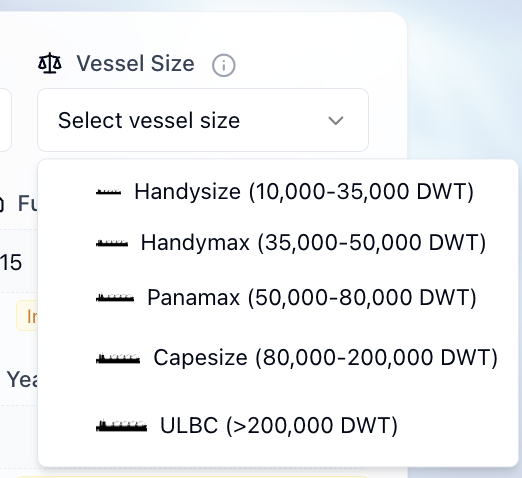 Vessel Size
Select vessel size
Fu
15
In
Yea
Handysize (10,000-35,000 DWT)
Handymax (35,000-50,000 DWT)
Panamax (50,000-80,000 DWT)
Capesize (80,000-200,000 DWT)
ULBC (>200,000 DWT)